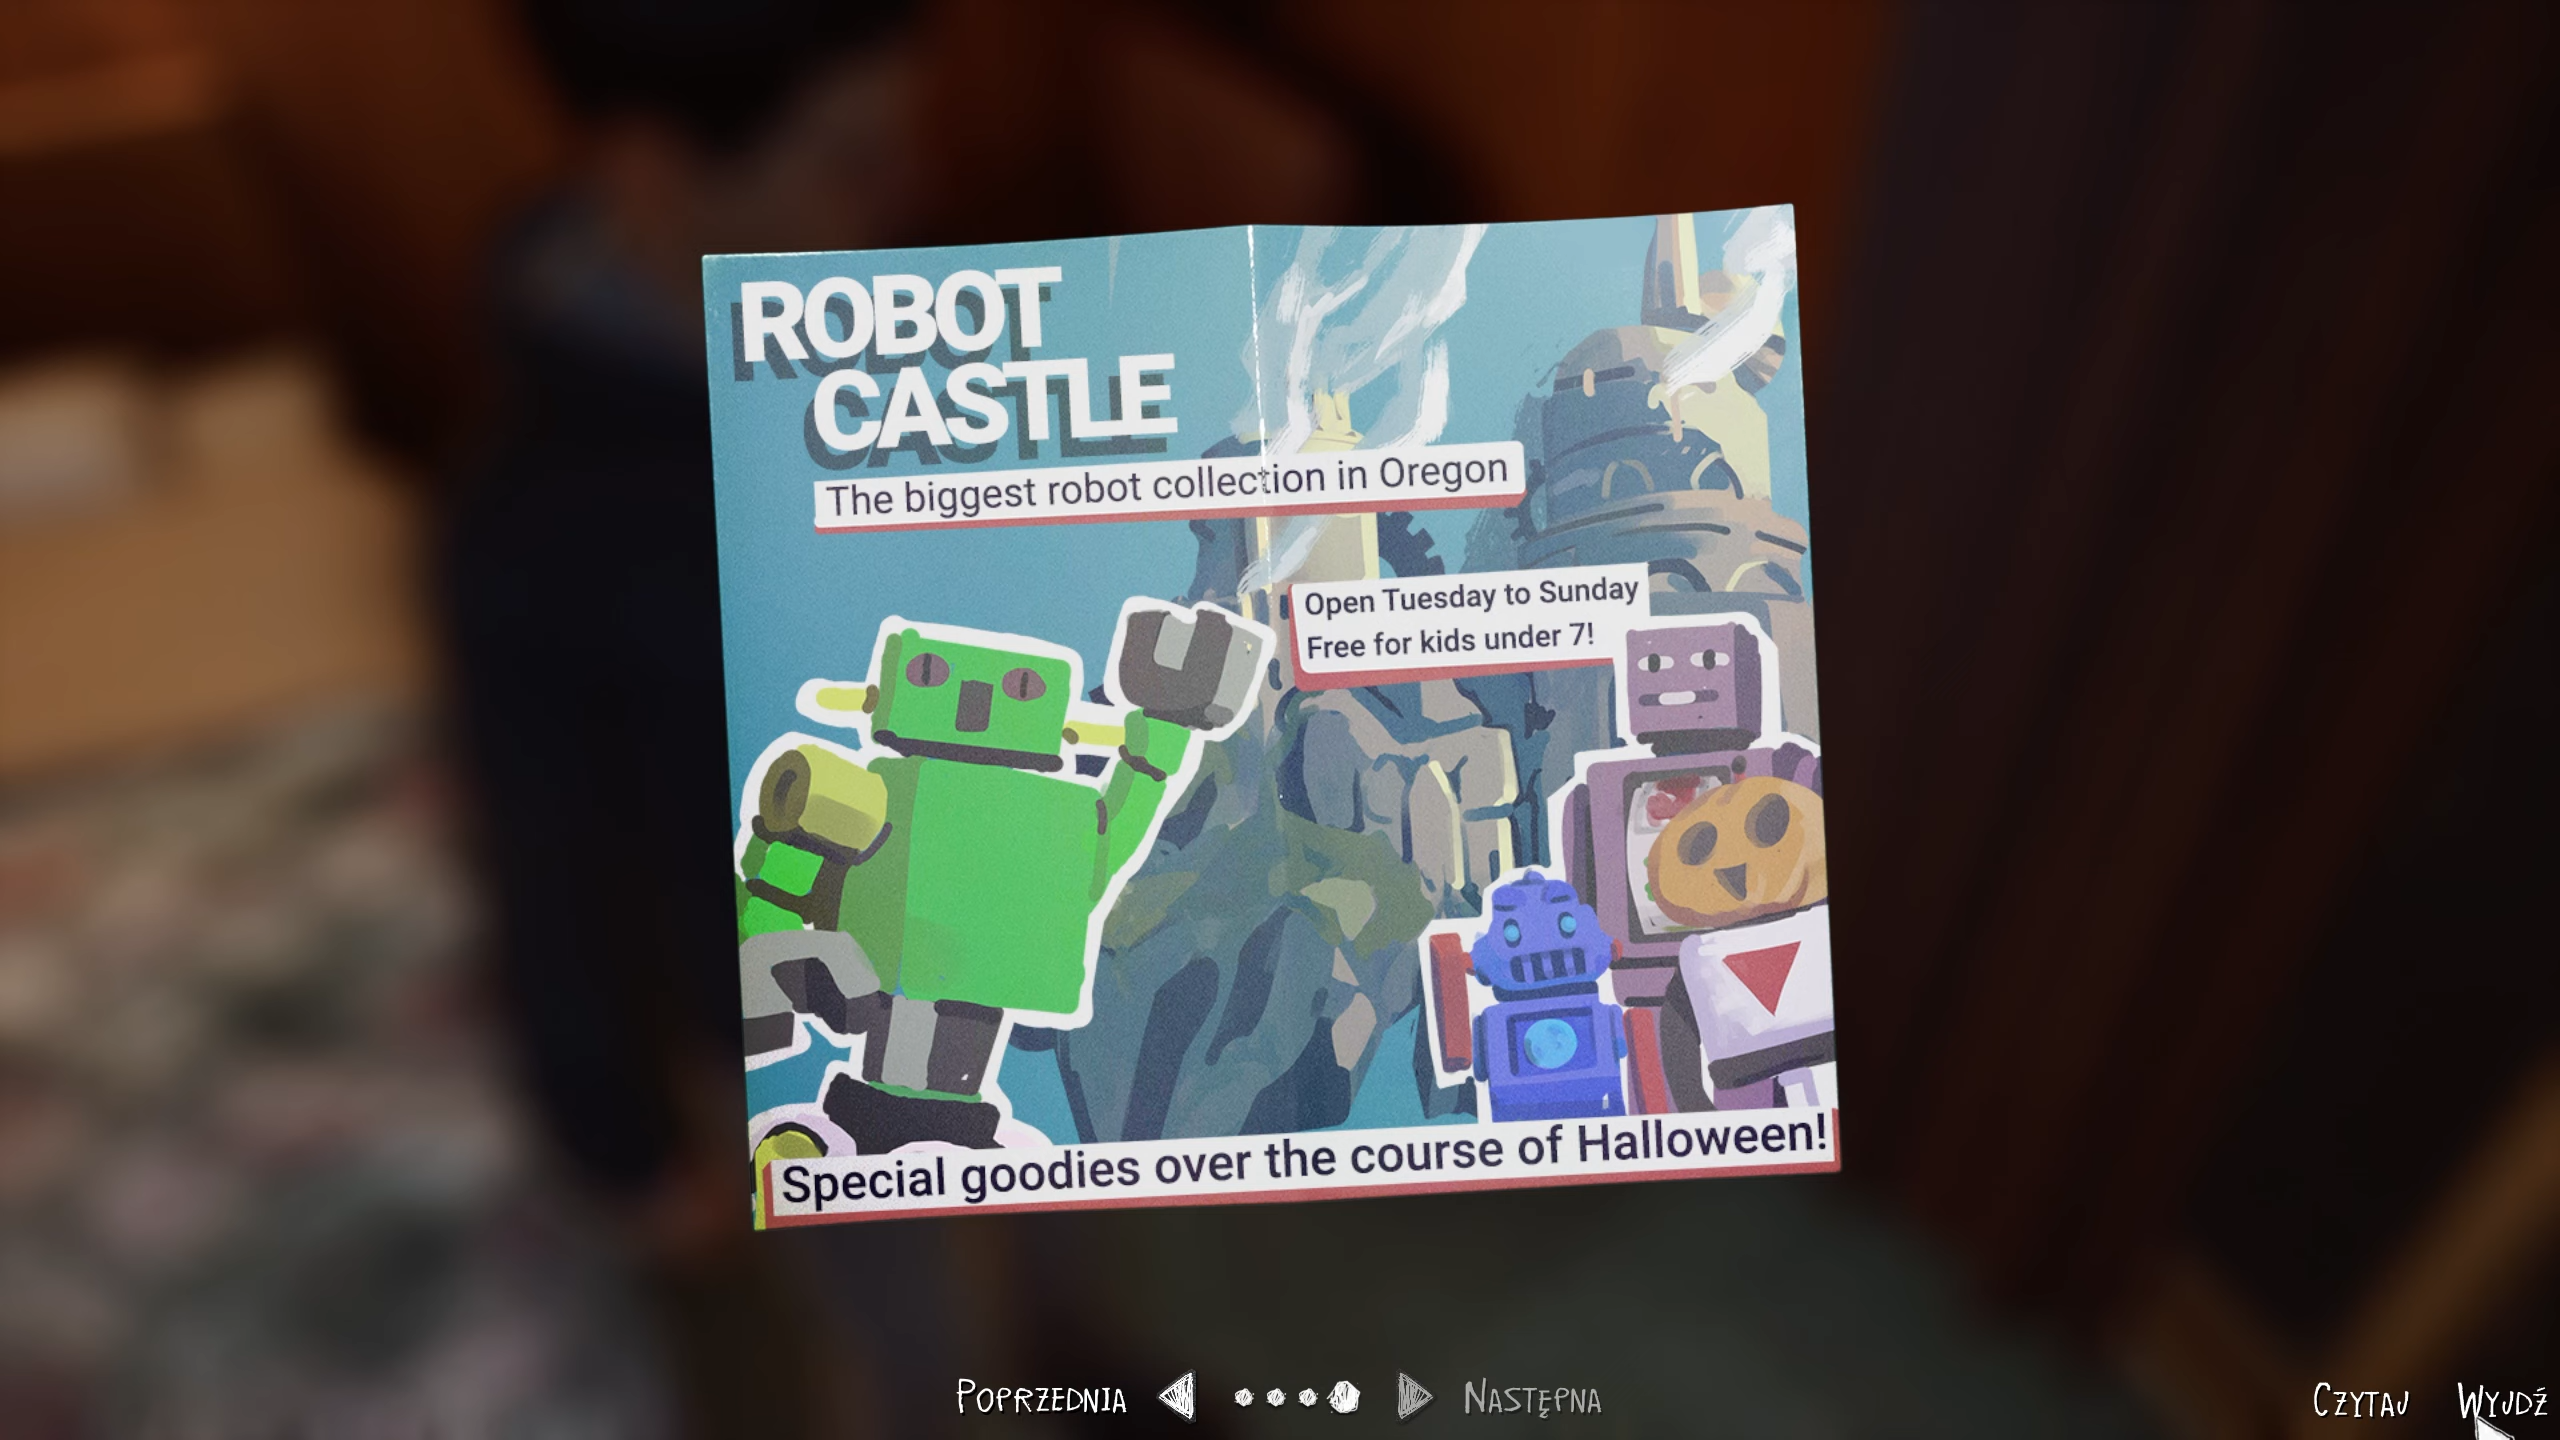 ROBOT
CASTLE
The biggest robot collection in Oregon
Open Tuesday to Sunday
Free for kids under 7!
Special goodies over the course of Halloween!
POPRZEDNIA
NASTĘPNA
CZYTAJ
WYJDŹ